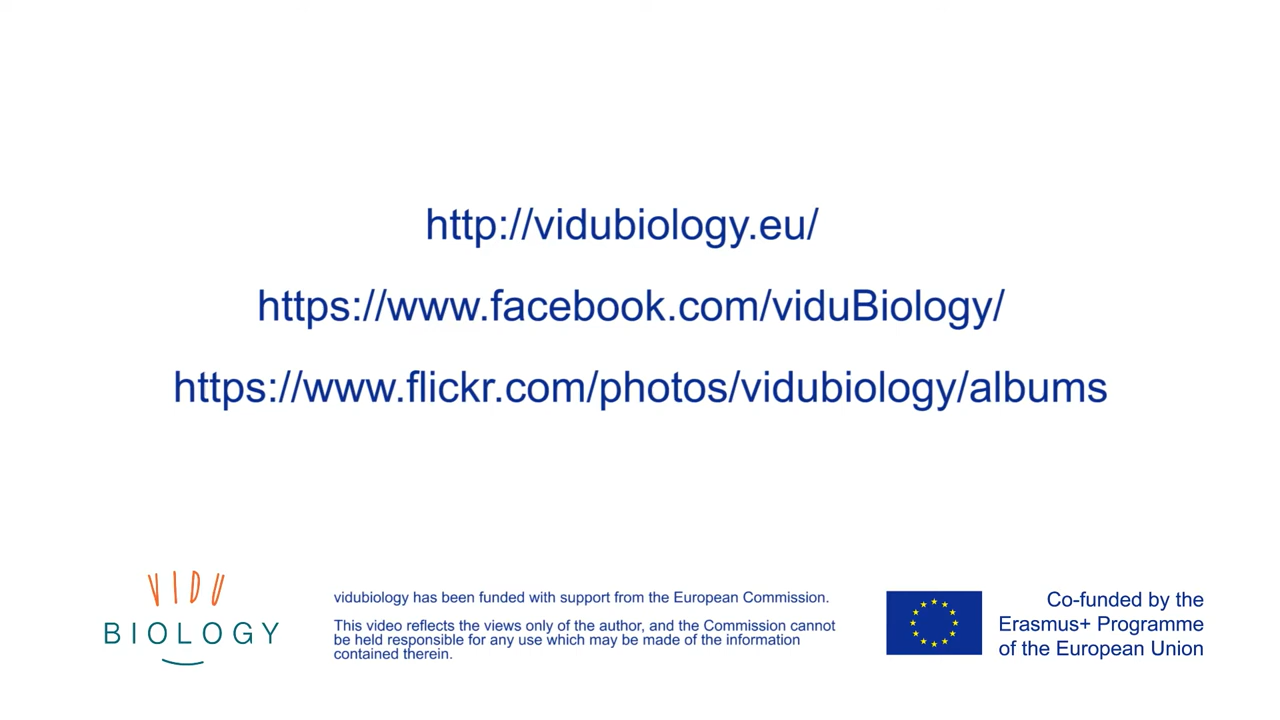 http://vidubiology.eu/
https://www.facebook.com/viduBiology/
https://www.flickr.com/photos/vidubiology/albums
VIDU
BIOLOGY
vidubiology has been funded with support from the European Commission.
This video reflects the views only of the author, and the Commission cannot
be held responsible for any use which may be made of the information
contained therein.
Co-funded by the
Erasmus+ Programme
of the European Union